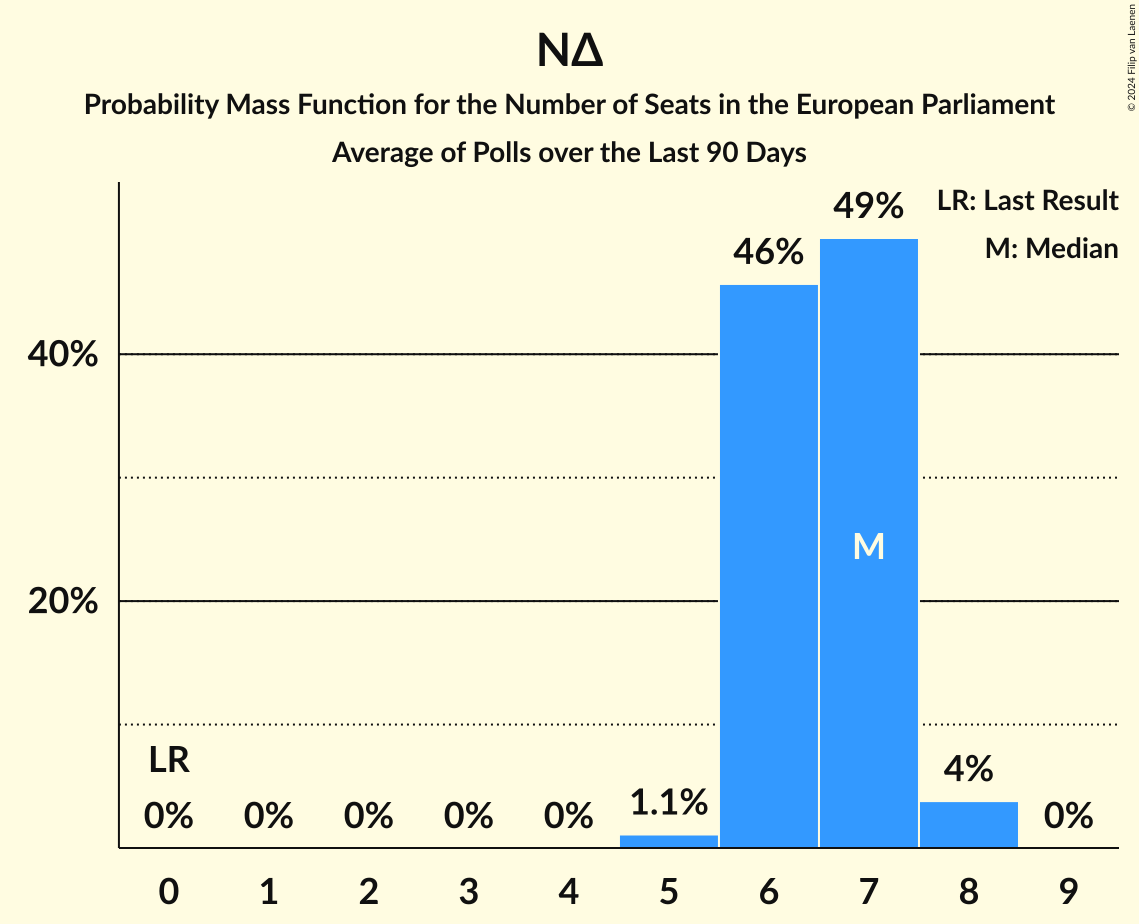 © 2024 Filip van Laenen
ΝΔ
Probability Mass Function for the Number of Seats in the European Parliament
Average of Polls over the Last 90 Days
LR: Last Result
M: Median
49%
46%
40%
M
20%
LR
4%
1.1%
0% 0% 0% 0% 0% 0%
0 1 2 3 4 5 6 7 8 9